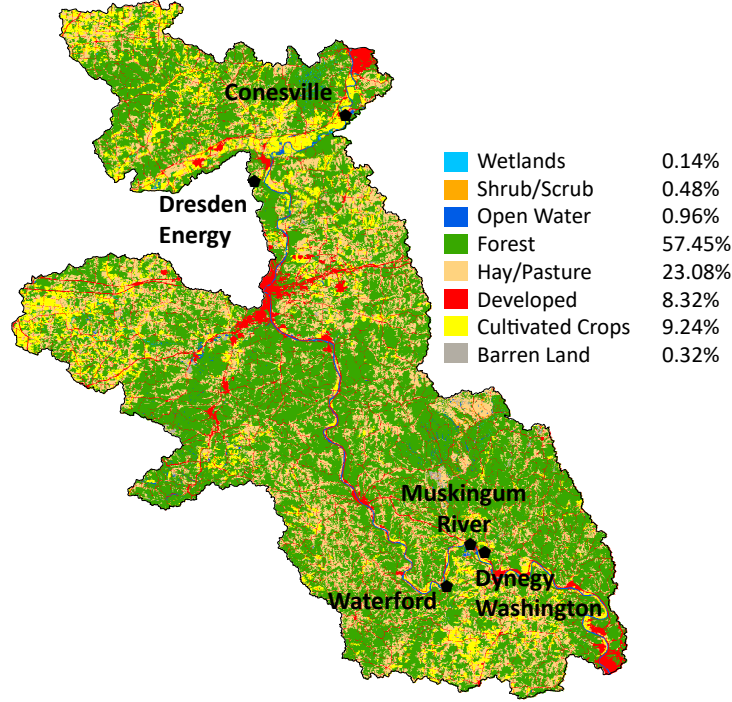 Conesville
Dresden
Energy
Wetlands 0.14%
Shrub/Scrub 0.48%
Open Water 0.96%
Forest 57.45%
Hay/Pasture 23.08%
Developed 8.32%
Cultivated Crops 9.24%
Barren Land 0.32%
Muskingum
River
Dynegy
Washington
Waterford